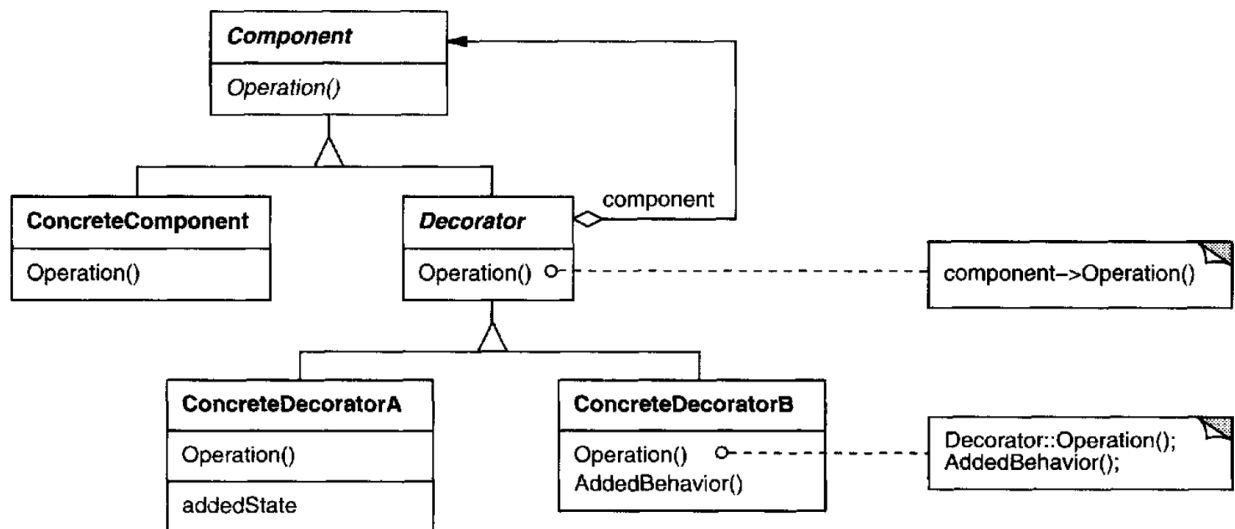 Component
Operation()
component
ConcreteComponent
Operation()
Decorator
Operation()
component->Operation()
ConcreteDecoratorA
Operation()
addedState
ConcreteDecoratorB
Operation()
AddedBehavior()
Decorator::Operation();
AddedBehavior();